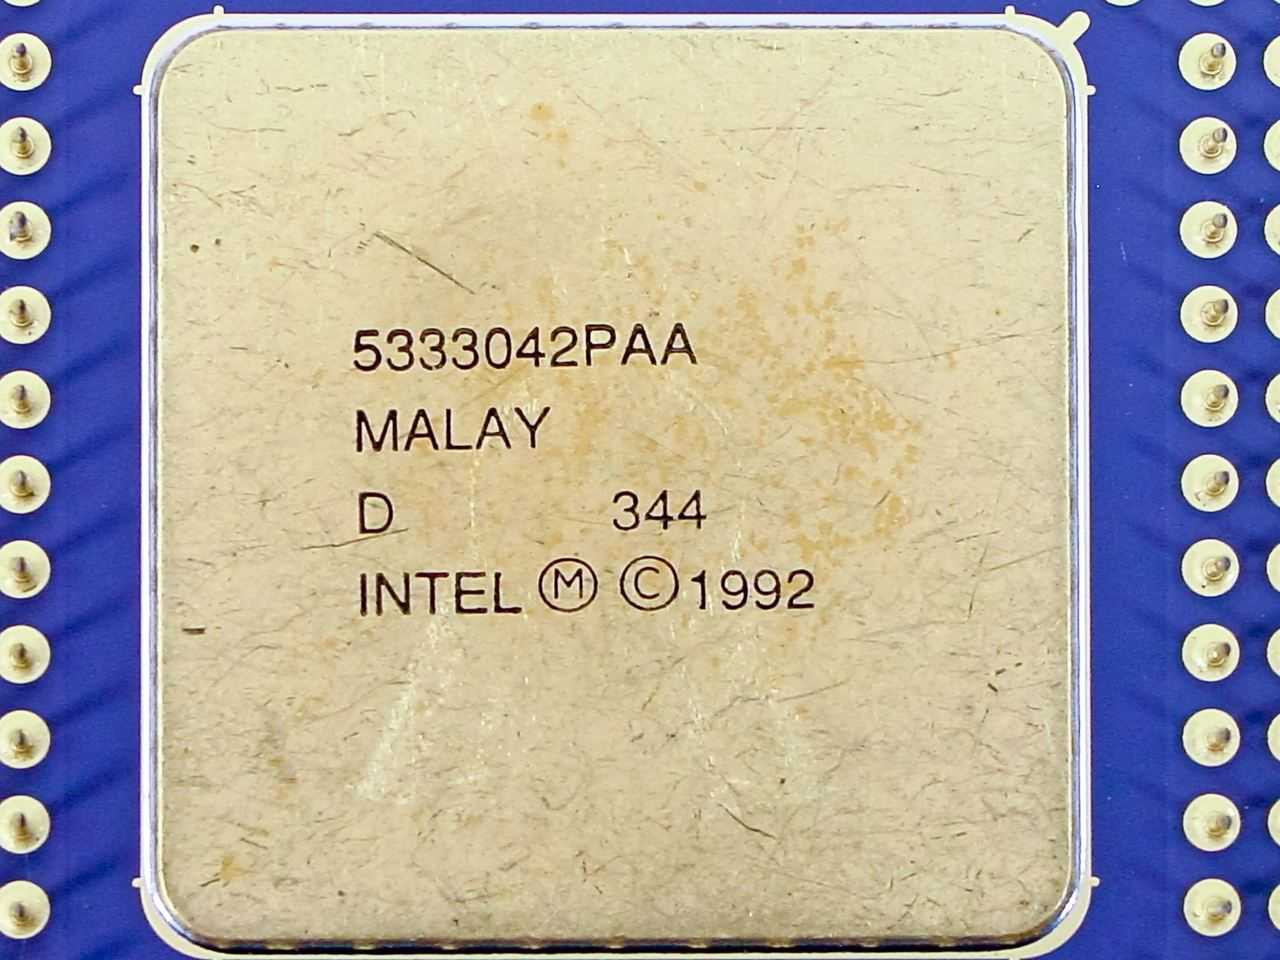 5333042PAA
MALAY
D 344
INTEL Ⓜ © 1992